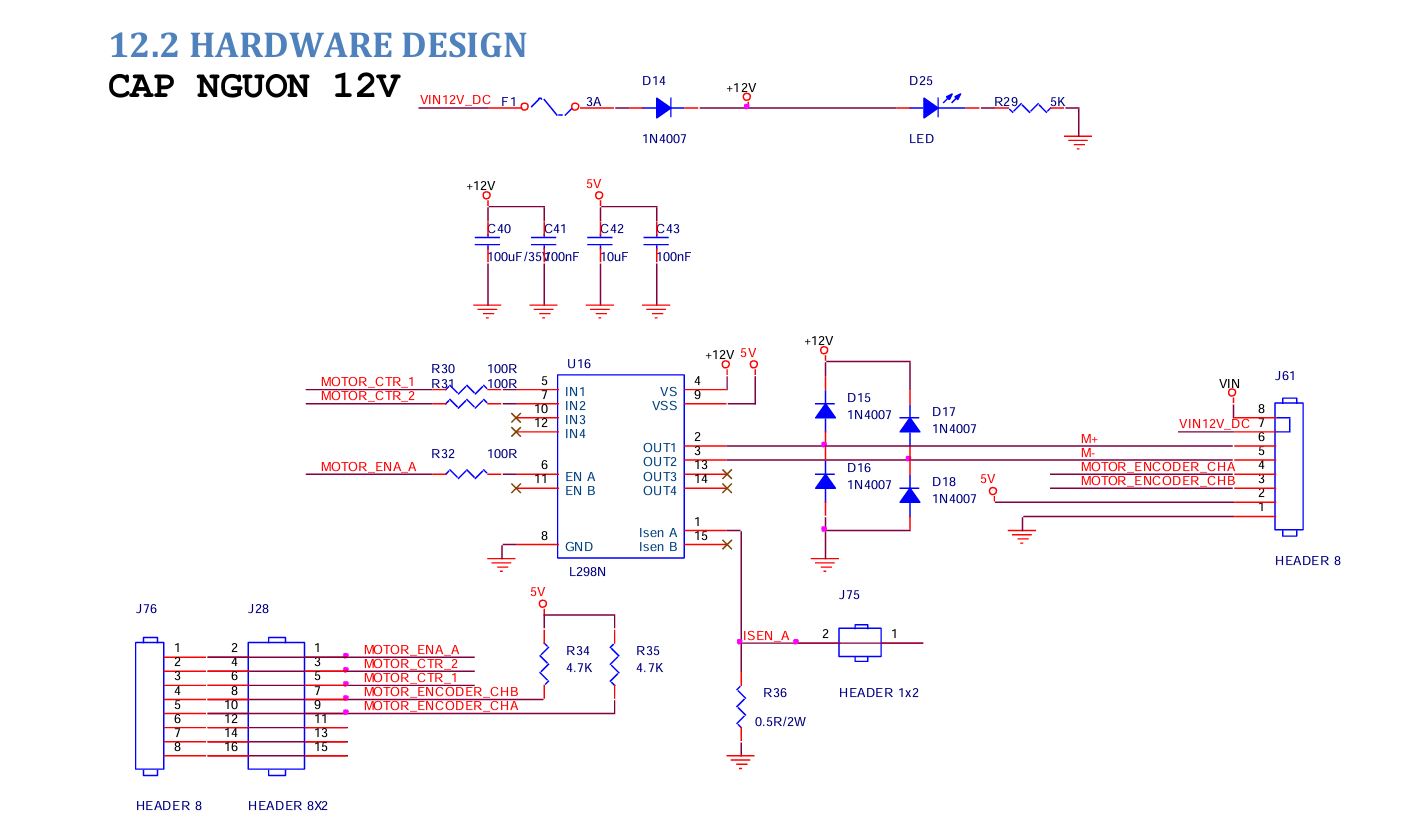 12.2 HARDWARE DESIGN
CAP NGUON 12V
VIN12V_DC F1 3A D14 1N4007 +12V D25 LED R29 5K
+12V 5V
C40 C41 C42 C43
100uF/35V 100nF 10uF 100nF
U16
+12V 5V
+12V
R30 100R
MOTOR_CTR_1 R31 100R
MOTOR_CTR_2
5 IN1 VS 4
7 IN2 VSS 9
10 IN3
12 IN4
OUT1 2
OUT2 3
R32 100R
MOTOR_ENA_A
6 EN A OUT3 13
11 EN B OUT4 14
Isen A 1
8 GND Isen B 15
L298N
D15 1N4007
D17 1N4007
D16 1N4007
D18 1N4007
J61
VIN 8
VIN12V_DC 7
M+ 6
M- 5
MOTOR_ENCODER_CHA 4
MOTOR_ENCODER_CHB 3
5V 2
1
HEADER 8
J76 J28
1 2 1 MOTOR_ENA_A
2 4 3 MOTOR_CTR_2
3 6 5 MOTOR_CTR_1
4 8 7 MOTOR_ENCODER_CHB
5 10 9 MOTOR_ENCODER_CHA
6 12 11
7 14 13
8 16 15
HEADER 8 HEADER 8X2
5V
R34 4.7K
R35 4.7K
J75
ISEN_A 2 1
HEADER 1x2
R36
0.5R/2W